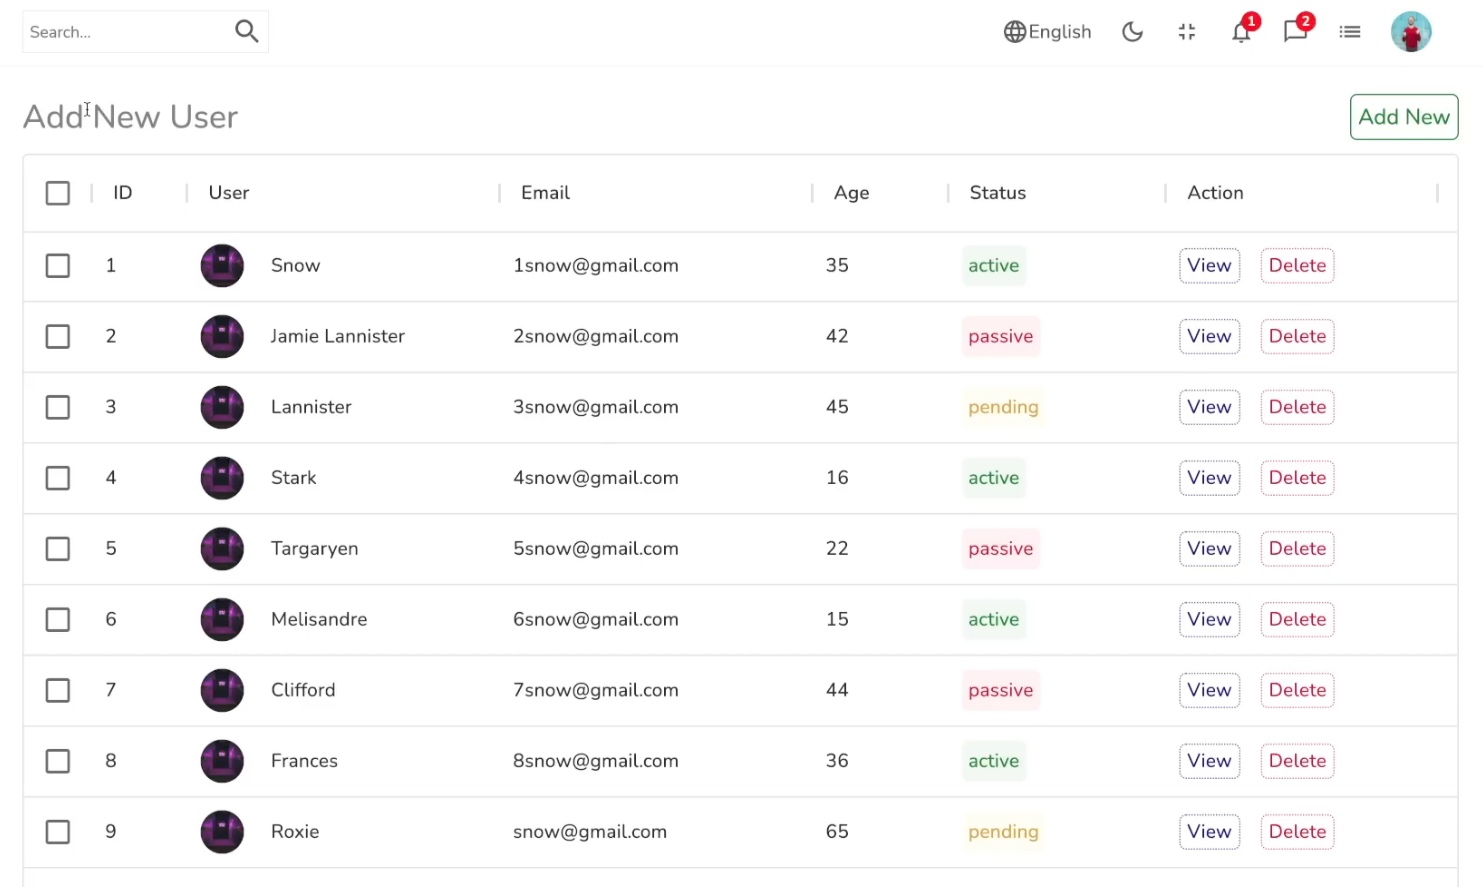 Search... English 1 2
Add New User Add New
ID User Email Age Status Action
1 Snow 1snow@gmail.com 35 active View Delete
2 Jamie Lannister 2snow@gmail.com 42 passive View Delete
3 Lannister 3snow@gmail.com 45 pending View Delete
4 Stark 4snow@gmail.com 16 active View Delete
5 Targaryen 5snow@gmail.com 22 passive View Delete
6 Melisandre 6snow@gmail.com 15 active View Delete
7 Clifford 7snow@gmail.com 44 passive View Delete
8 Frances 8snow@gmail.com 36 active View Delete
9 Roxie snow@gmail.com 65 pending View Delete